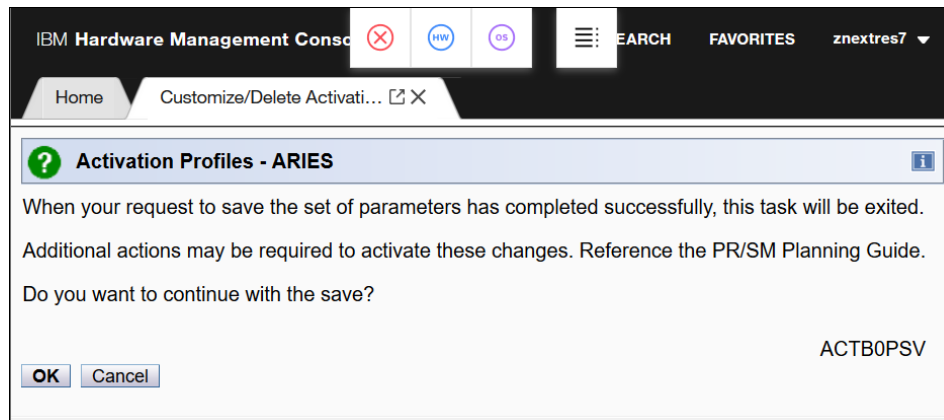 IBM Hardware Management Conso
HW
OS
EARCH
FAVORITES
znextres7
Home
Customize/Delete Activati...
Activation Profiles - ARIES
i
When your request to save the set of parameters has completed successfully, this task will be exited.
Additional actions may be required to activate these changes. Reference the PR/SM Planning Guide.
Do you want to continue with the save?
ACTB0PSV
OK
Cancel